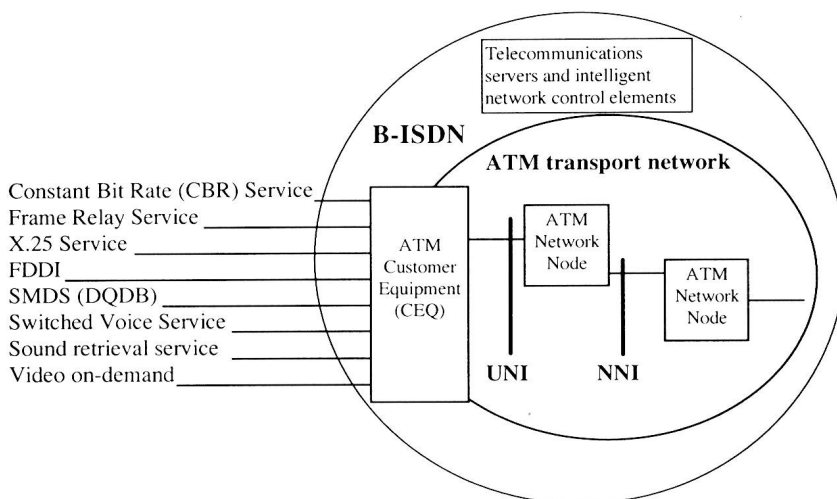 Telecommunications
servers and intelligent
network control elements
B-ISDN
ATM transport network
Constant Bit Rate (CBR) Service
Frame Relay Service
X.25 Service
FDDI
SMDS (DQDB)
Switched Voice Service
Sound retrieval service
Video on-demand
ATM
Customer
Equipment
(CEQ)
ATM
Network
Node
ATM
Network
Node
UNI
NNI